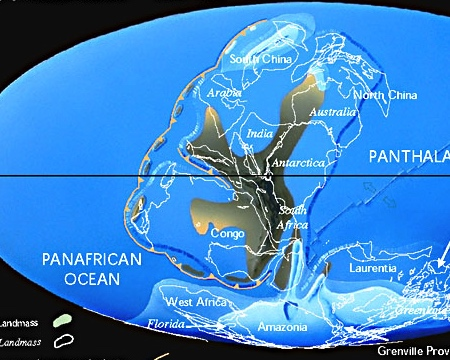 South China
Arabia
North China
Australia
India
PANTHALA
Antarctica
South
Africa
Congo
PANAFRICAN
OCEAN
Laurentia
West Africa
Greenland
Florida
Amazonia
Landmass
Landmass
Grenville Prov